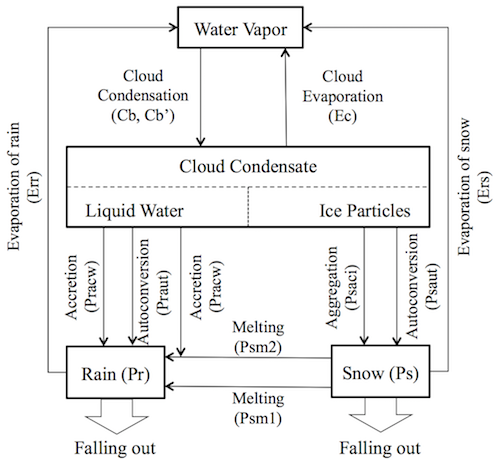 Water Vapor
Cloud
Condensation
(Cb, Cb’)
Cloud
Evaporation
(Ec)
Evaporation of rain
(Err)
Evaporation of snow
(Ers)
Cloud Condensate
Liquid Water
Ice Particles
Accretion
(Pracw)
Autoconversion
(Praut)
Accretion
(Pracw)
Aggregation
(Psaci)
Autoconversion
(Psaut)
Melting
(Psm2)
Rain (Pr)
Snow (Ps)
Melting
(Psm1)
Falling out
Falling out